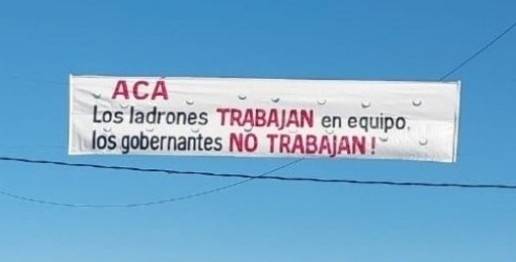 ACÁ
Los ladrones TRABAJAN en equipo,
los gobernantes NO TRABAJAN!